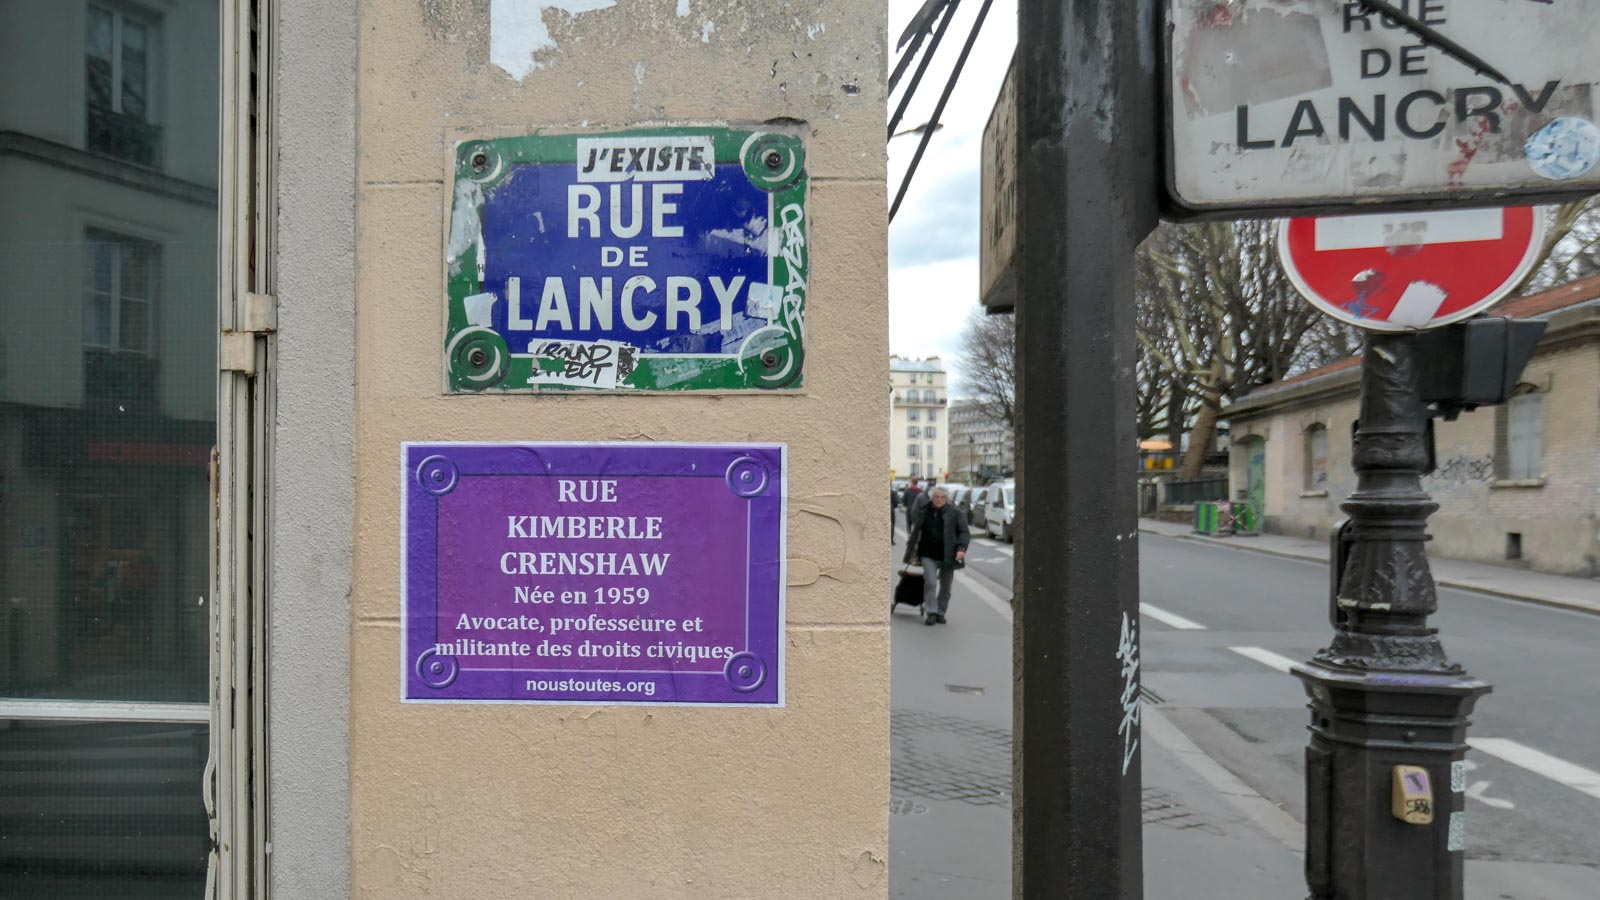 J'EXISTE
RUE
DE
LANCRY
RUE
KIMBERLE
CRENSHAW
Née en 1959
Avocate, professeure et
militante des droits civiques
noustoutes.org
RUE
DE
LANCRY